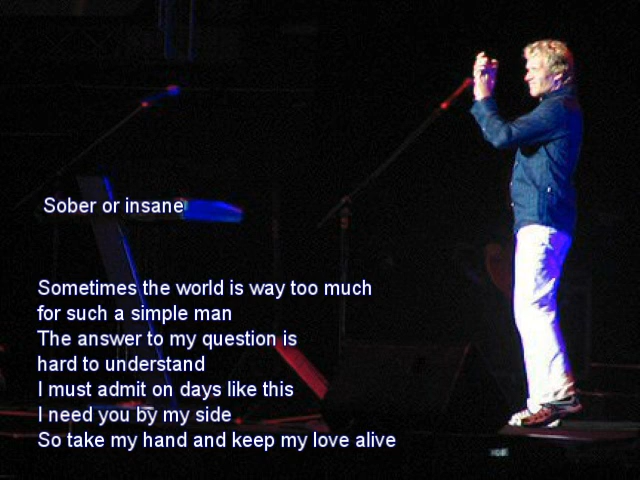 Sober or insane
Sometimes the world is way too much
for such a simple man
The answer to my question is
hard to understand
I must admit on days like this
I need you by my side
So take my hand and keep my love alive